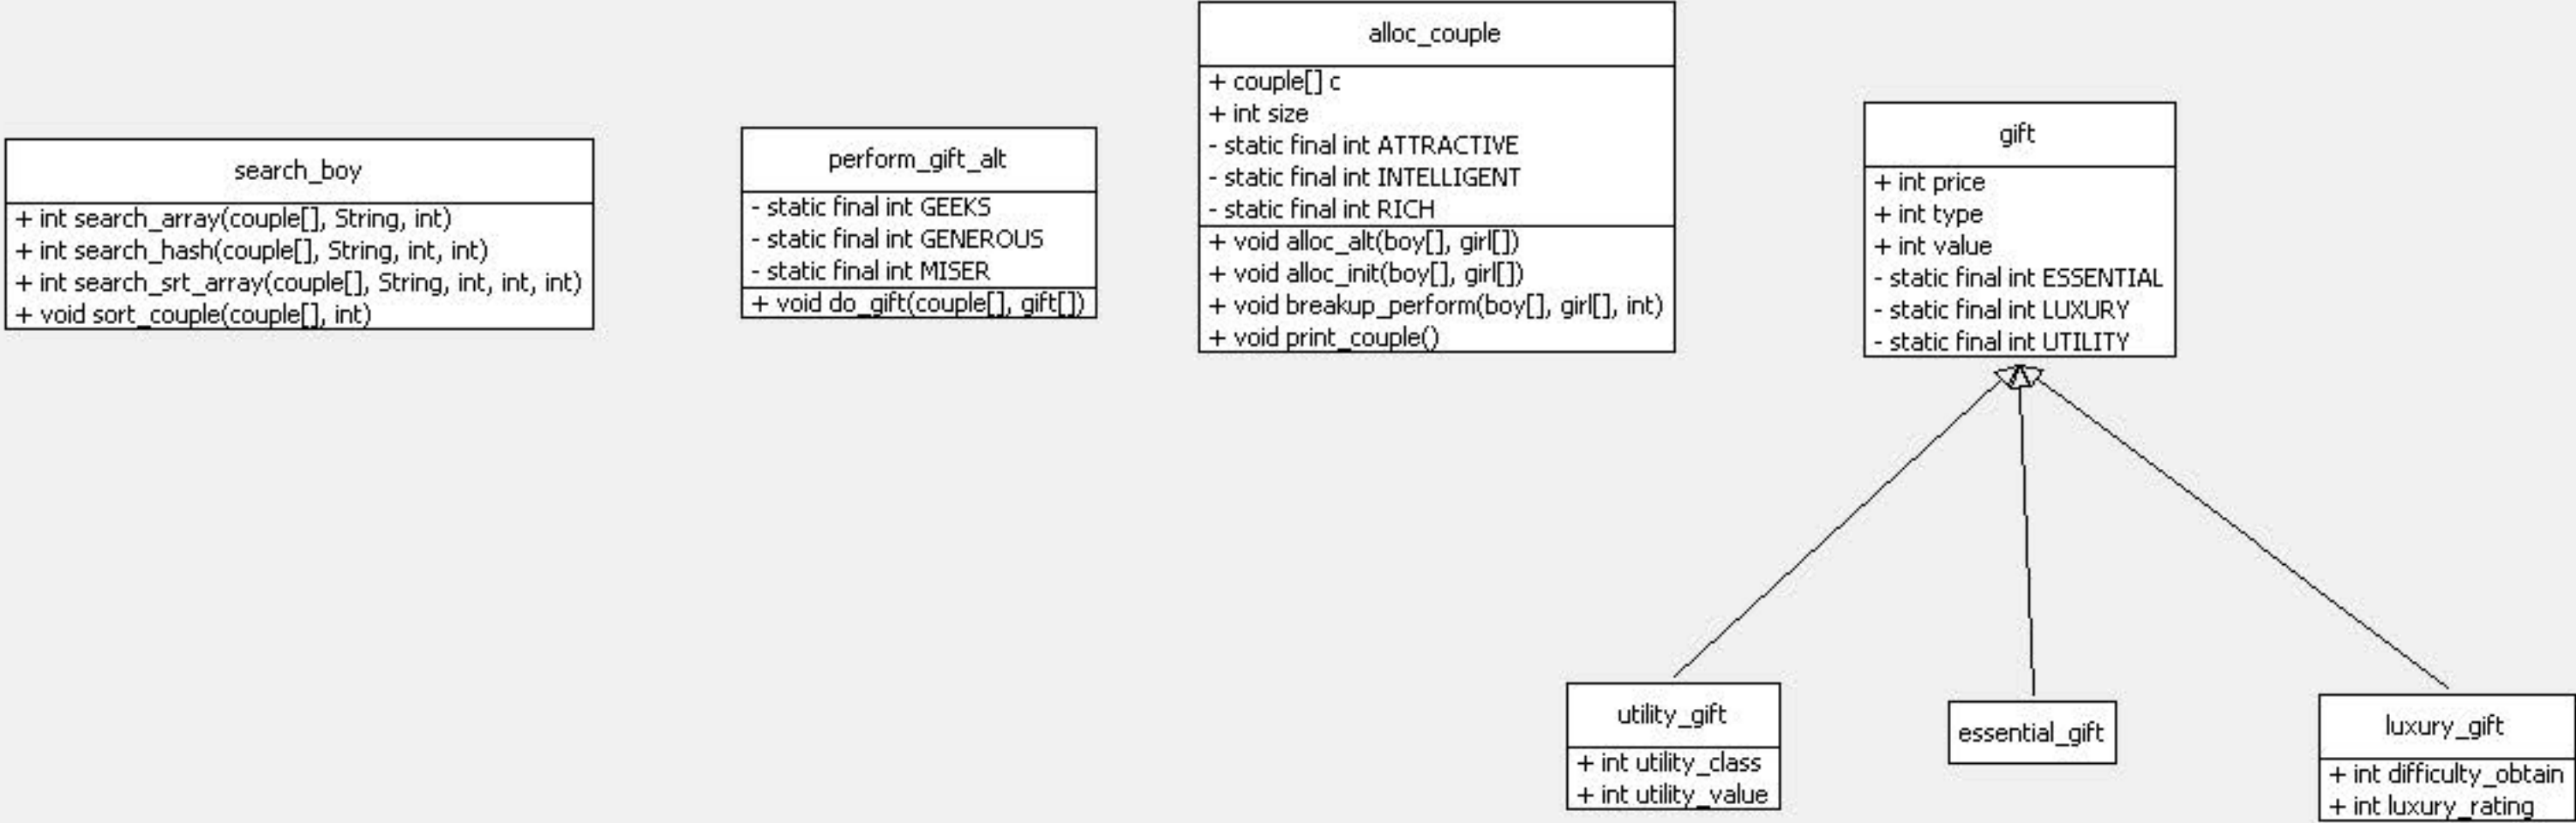 search_boy
+ int search_array(couple[], String, int)
+ int search_hash(couple[], String, int, int)
+ int search_srt_array(couple[], String, int, int, int)
+ void sort_couple(couple[], int)
perform_gift_alt
- static final int GEEKS
- static final int GENEROUS
- static final int MISER
+ void do_gift(couple[], gift[])
alloc_couple
+ couple[] c
+ int size
- static final int ATTRACTIVE
- static final int INTELLIGENT
- static final int RICH
+ void alloc_alt(boy[], girl[])
+ void alloc_init(boy[], girl[])
+ void breakup_perform(boy[], girl[], int)
+ void print_couple()
gift
+ int price
+ int type
+ int value
- static final int ESSENTIAL
- static final int LUXURY
- static final int UTILITY
utility_gift
+ int utility_class
+ int utility_value
essential_gift
luxury_gift
+ int difficulty_obtain
+ int luxury_rating